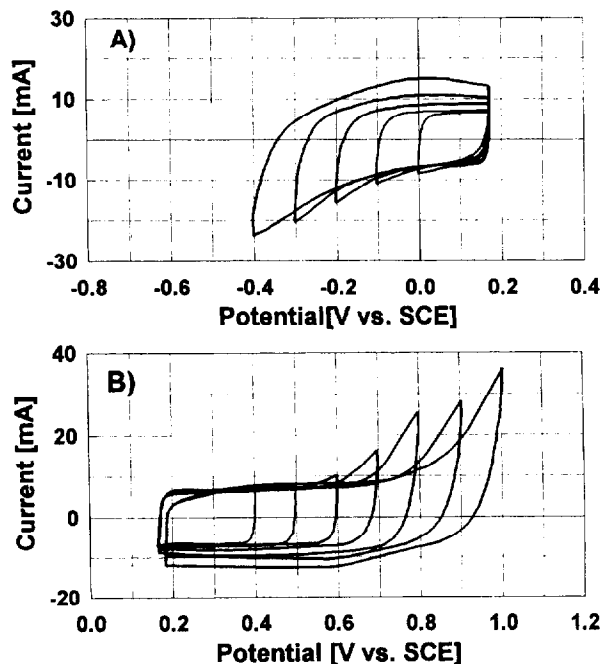 A)
Current [mA]
30
10
-10
-30
-0.8 -0.6 -0.4 -0.2 0.0 0.2 0.4
Potential[V vs. SCE]
B)
Current [mA]
40
20
0
-20
0.0 0.2 0.4 0.6 0.8 1.0 1.2
Potential [V vs. SCE]